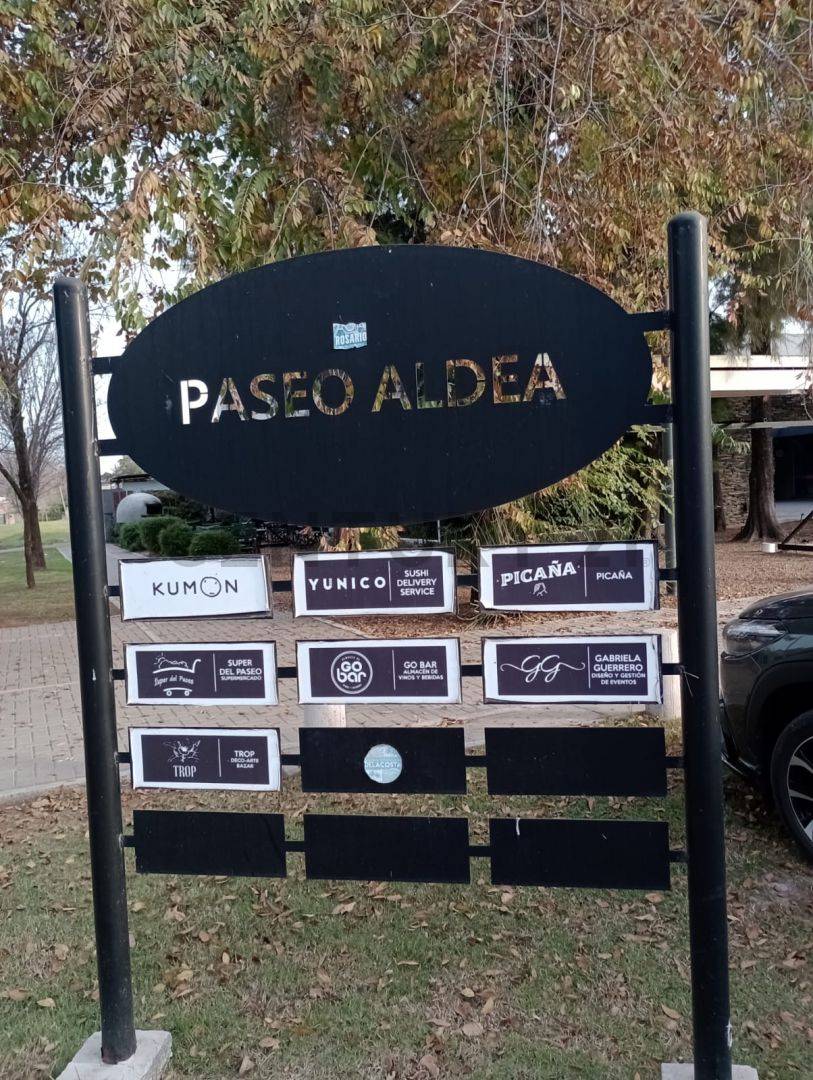 ROSARIO
PASEO ALDEA
KUMON
YUNICO
SUSHI
DELIVERY
SERVICE
PICAÑA
PICAÑA
Super del Paseo
SUPER
DEL PASEO
SUPERMERCADO
GO
bar
GO BAR
ALMACÉN DE
VINOS Y BEBIDAS
GG
GABRIELA
GUERRERO
DISEÑO Y GESTIÓN
DE EVENTOS
TROP
TROP
- DECO-ARTE
BAZAR
DELACOSTA